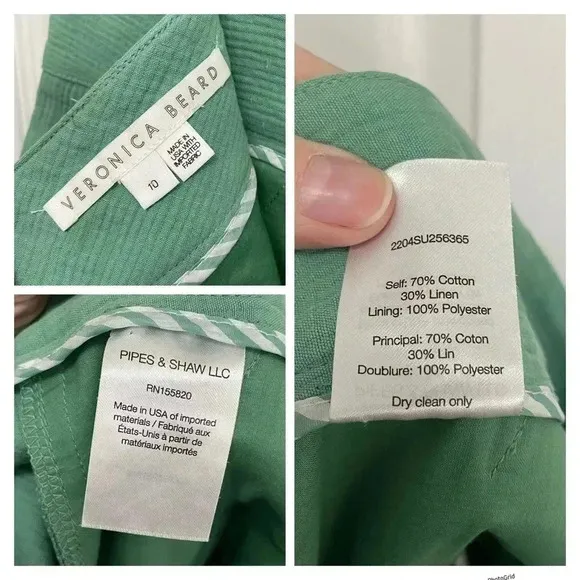 VERONICA BEARD
10
MADE IN
USA WITH
IMPORTED
FABRIC
2204SU256365
Self: 70% Cotton
30% Linen
Lining: 100% Polyester
Principal: 70% Coton
30% Lin
Doublure: 100% Polyester
Dry clean only
PIPES & SHAW LLC
RN155820
Made in USA of imported
materials / Fabriqué aux
États-Unis à partir de
matériaux importés